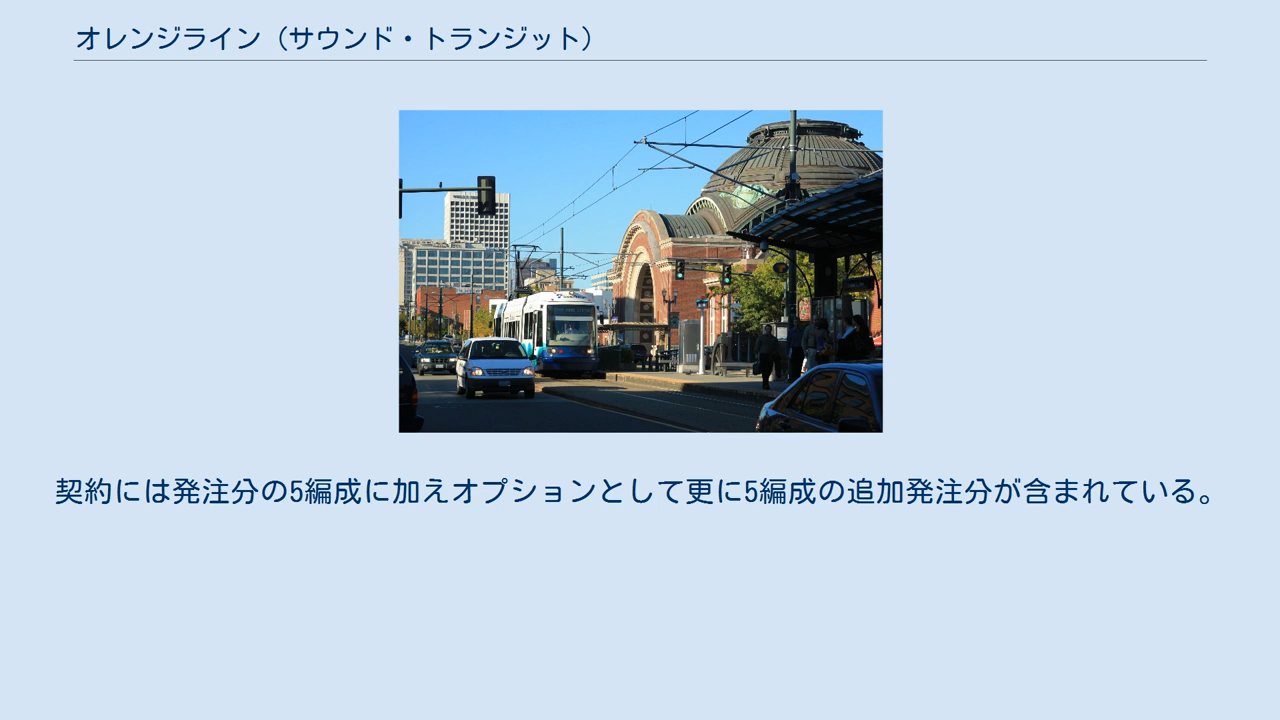 オレンジライン（サウンド・トランジット）
契約には発注分の5編成に加えオプションとして更に5編成の追加発注分が含まれている。